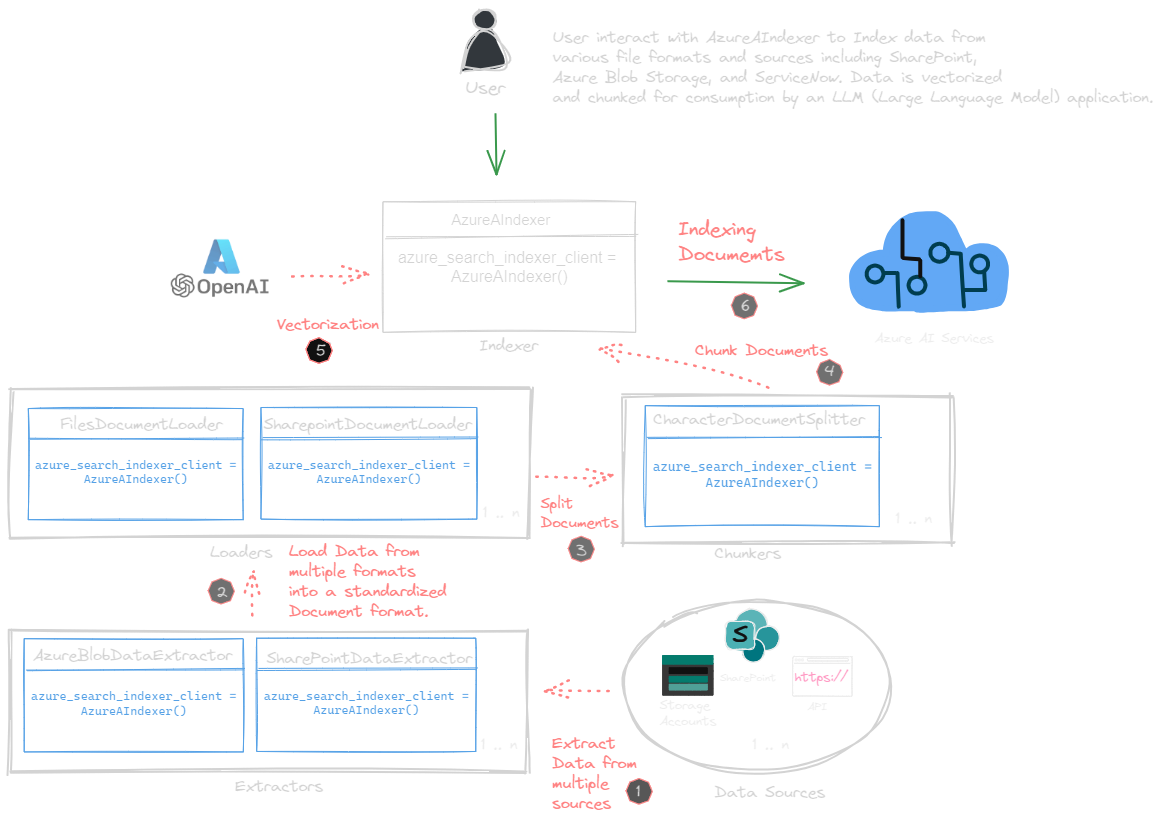 User interact with AzureAIndexer to Index data from
various file formats and sources including SharePoint,
Azure Blob Storage, and ServiceNow. Data is vectorized
and chunked for consumption by an LLM (Large Language Model) application.
User
AzureAIndexer
azure_search_indexer_client =
AzureAIndexer()
Indexer
OpenAI
Vectorization
5
Indexing
Documemts
6
Azure AI Services
Chunk Documents
4
FilesDocumentLoader
azure_search_indexer_client =
AzureAIndexer()
SharepointDocumentLoader
azure_search_indexer_client =
AzureAIndexer()
1 .. n
Loaders
Split
Documents
3
CharacterDocumentSplitter
azure_search_indexer_client =
AzureAIndexer()
1 .. n
Chunkers
2
Load Data from
multiple formats
into a standardized
Document format.
AzureBlobDataExtractor
azure_search_indexer_client =
AzureAIndexer()
SharePointDataExtractor
azure_search_indexer_client =
AzureAIndexer()
1 .. n
Extractors
Extract
Data from
multiple
sources
1
S
SharePoint
Storage
Accounts
https://
API
1 .. n
Data Sources